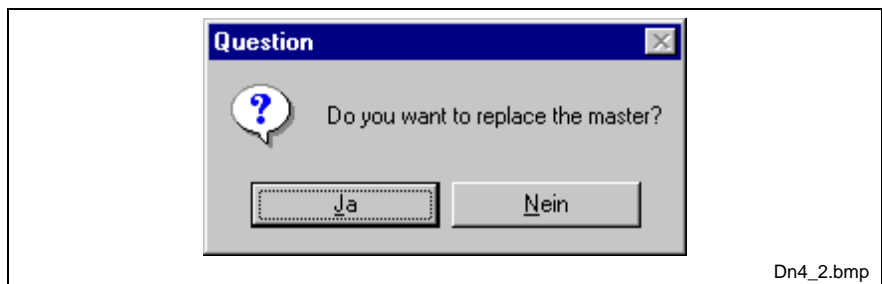 Question
Do you want to replace the master?
Ja
Nein
Dn4_2.bmp